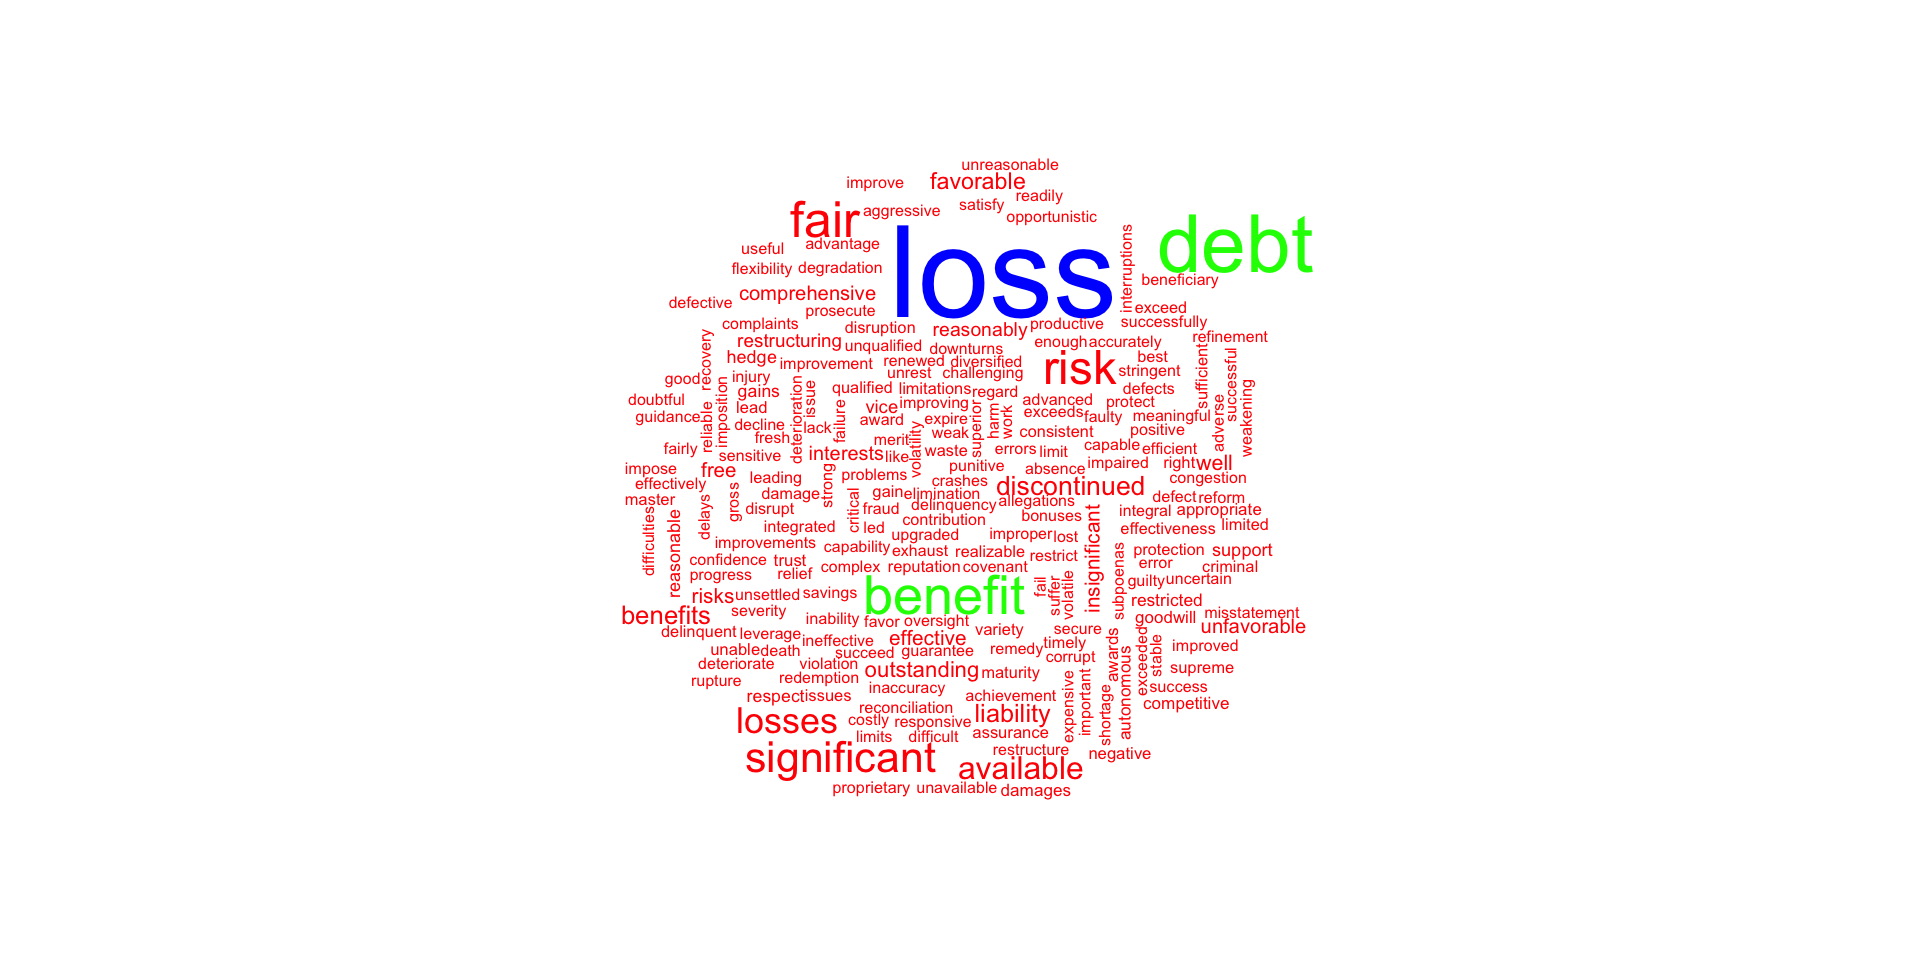 unreasonable
improve
favorable
readily
fair
aggressive
satisfy
opportunistic
loss
debt
useful
advantage
interruptions
flexibility
degradation
beneficiary
defective
comprehensive
exceed
prosecute
complaints
disruption
reasonably
productive
successfully
restructuring
unqualified
downturns
enough
accurately
refinement
recovery
hedge
improvement
renewed
diversified
risk
best
sufficient
successful
good
injury
unrest
challenging
stringent
doubtful
gains
deterioration
issue
qualified
limitations
regard
advanced
defects
guidance
reliable
imposition
lead
failure
vice
improving
superior
harm
work
exceeds
protect
adverse
weakening
decline
lack
award
expire
faulty
meaningful
fresh
merit
volatility
weak
consistent
positive
fairly
sensitive
interests
like
waste
errors
limit
capable
efficient
impose
free
leading
strong
problems
punitive
absence
impaired
right
well
effectively
gross
damage
crashes
discontinued
congestion
master
delays
disrupt
critical
gain
elimination
allegations
defect
reform
difficulties
reasonable
integrated
fraud
delinquency
bonuses
insignificant
integral
appropriate
led
contribution
effectiveness
limited
improvements
capability
upgraded
improper
lost
confidence
trust
exhaust
realizable
restrict
subpoenas
protection
support
progress
relief
complex
reputation
covenant
error
criminal
risks
unsettled
savings
benefit
fail
suffer
volatile
guilty
uncertain
benefits
severity
restricted
inability
favor
oversight
goodwill
misstatement
delinquent
leverage
ineffective
effective
variety
secure
awards
exceeded
stable
unfavorable
unable
death
succeed
guarantee
remedy
timely
improved
deteriorate
violation
outstanding
maturity
corrupt
autonomous
supreme
rupture
redemption
inaccuracy
expensive
important
success
respect
issues
achievement
shortage
competitive
losses
reconciliation
liability
costly
responsive
limits
difficult
assurance
significant
restructure
negative
available
proprietary
unavailable
damages